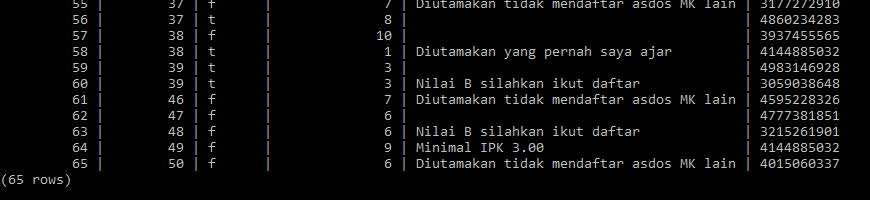 55 | 37 | f | 7 | Diutamakan tidak mendaftar asdos MK lain | 3177272910
56 | 37 | t | 8 | | 4860234283
57 | 38 | f | 10 | | 3937455565
58 | 38 | t | 1 | Diutamakan yang pernah saya ajar | 4144885032
59 | 39 | t | 3 | | 4983146928
60 | 39 | t | 3 | Nilai B silahkan ikut daftar | 3059038648
61 | 46 | f | 7 | Diutamakan tidak mendaftar asdos MK lain | 4595228326
62 | 47 | f | 6 | | 4777381851
63 | 48 | f | 6 | Nilai B silahkan ikut daftar | 3215261901
64 | 49 | f | 9 | Minimal IPK 3.00 | 4144885032
65 | 50 | f | 6 | Diutamakan tidak mendaftar asdos MK lain | 4015060337
(65 rows)